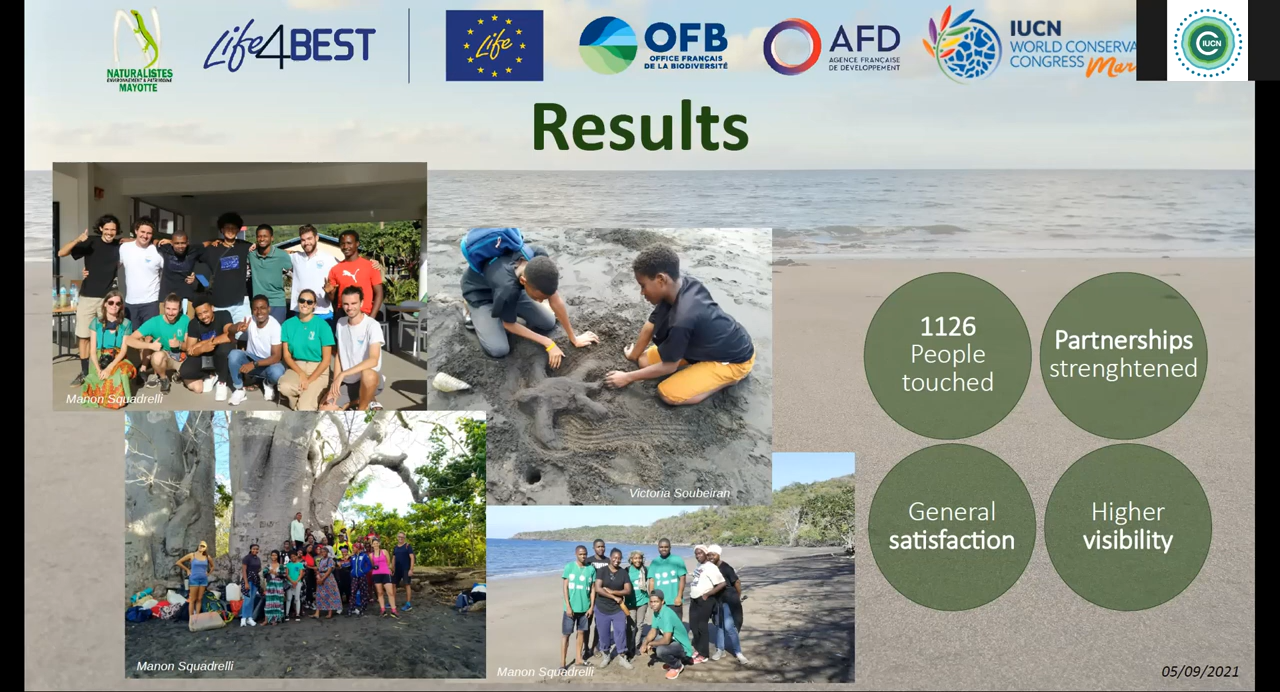 NATURALISTES
ENVIRONNEMENT & PATRIMOINE
MAYOTTE
Life4BEST
Life
OFB
OFFICE FRANÇAIS
DE LA BIODIVERSITÉ
AFD
AGENCE FRANÇAISE
DE DÉVELOPPEMENT
IUCN
WORLD CONSERVA
CONGRESS
Mar
IUCN
Results
Manon Squadrelli
Victoria Soubeiran
Manon Squadrelli
Manon Squadrelli
1126
People
touched
Partnerships
strenghtened
General
satisfaction
Higher
visibility
05/09/2021